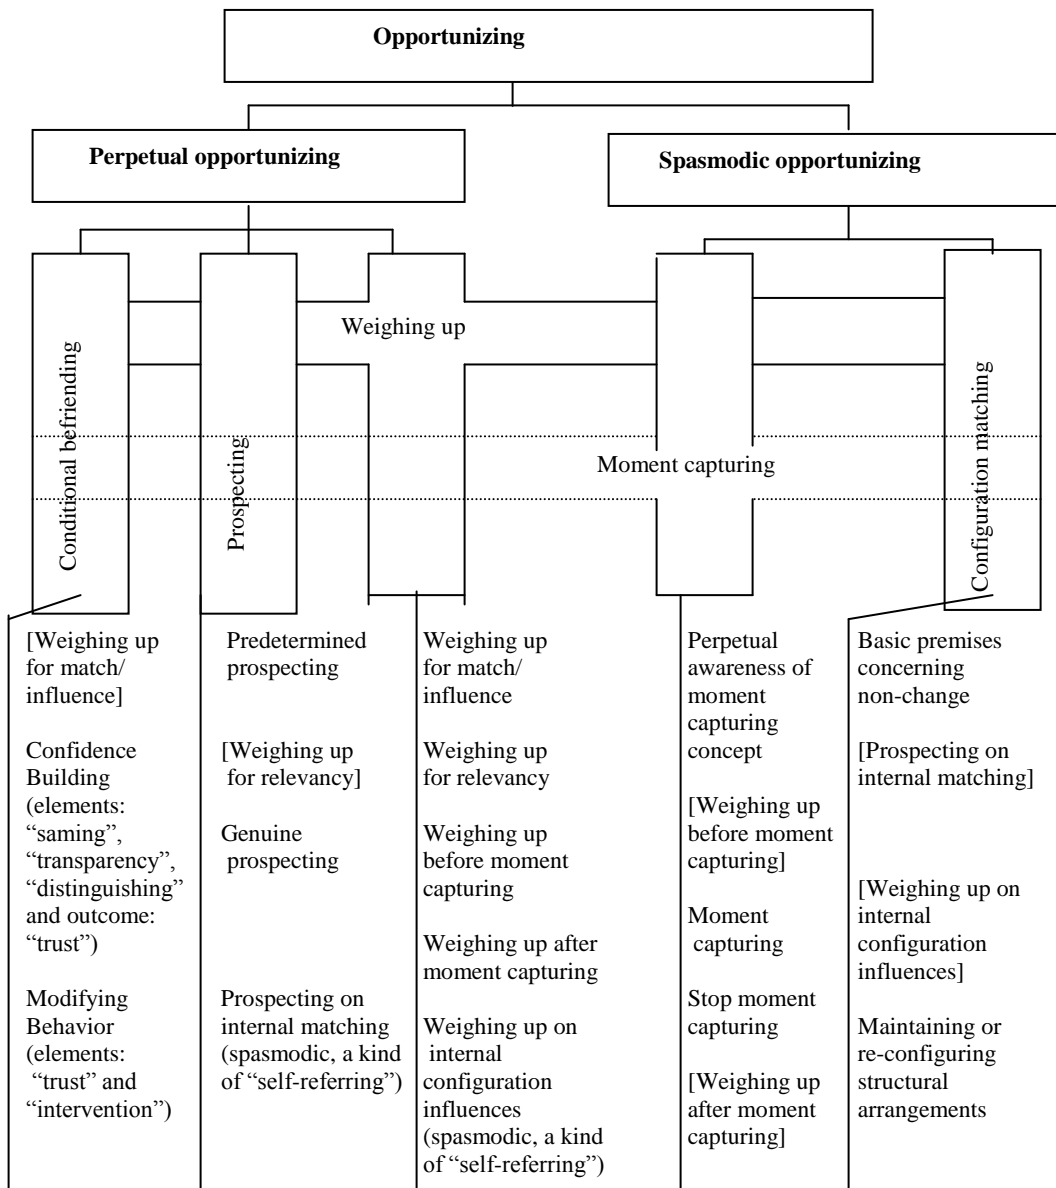 Opportunizing
Perpetual opportunizing
Spasmodic opportunizing
Conditional befriending
Prospecting
Weighing up
Moment capturing
Configuration matching
[Weighing up
for match/
influence]
Confidence
Building
(elements:
“saming”,
“transparency”,
“distinguishing”
and outcome:
“trust”)
Modifying
Behavior
(elements:
“trust” and
“intervention”)
Predetermined
prospecting
[Weighing up
for relevancy]
Genuine
prospecting
Prospecting on
internal matching
(spasmodic, a kind
of “self-referring”)
Weighing up
for match/
influence
Weighing up
for relevancy
Weighing up
before moment
capturing
Weighing up after
moment capturing
Weighing up on
internal
configuration
influences
(spasmodic, a kind
of “self-referring”)
Perpetual
awareness of
moment
capturing
concept
[Weighing up
before moment
capturing]
Moment
capturing
Stop moment
capturing
[Weighing up
after moment
capturing]
Basic premises
concerning
non-change
[Prospecting on
internal matching]
[Weighing up on
internal
configuration
influences]
Maintaining or
re-configuring
structural
arrangements